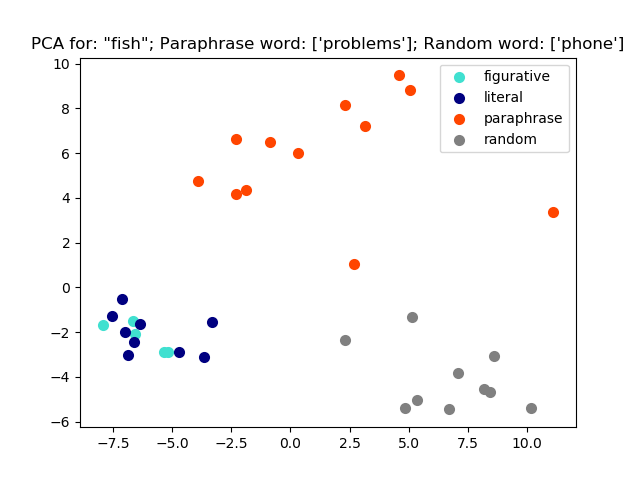 PCA for: "fish"; Paraphrase word: ['problems']; Random word: ['phone']
figurative
literal
paraphrase
random
10
8
6
4
2
0
−2
−4
−6
−7.5 −5.0 −2.5 0.0 2.5 5.0 7.5 10.0